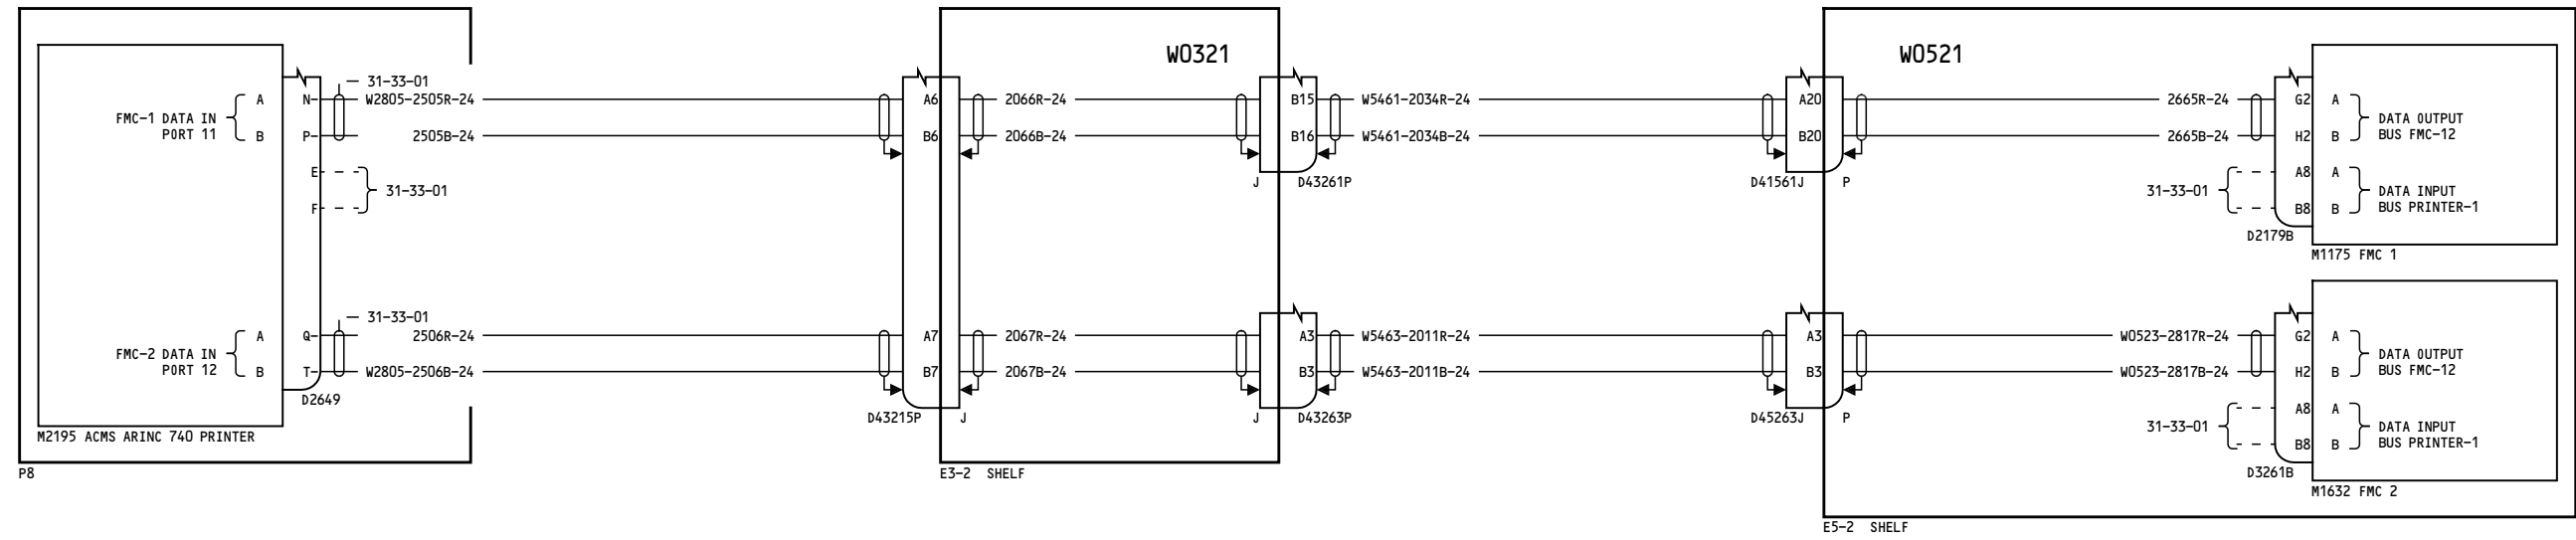 W0321
W0521
31-33-01
FMC-1 DATA IN
PORT 11
A
B
N
P
E
F
W2805-2505R-24
2505B-24
31-33-01
A6
B6
2066R-24
2066B-24
B15
B16
J
D43261P
W5461-2034R-24
W5461-2034B-24
A20
B20
D41561J
P
2665R-24
2665B-24
G2
H2
A8
B8
A
B
A
B
DATA OUTPUT
BUS FMC-12
31-33-01
DATA INPUT
BUS PRINTER-1
D2179B
M1175 FMC 1
31-33-01
FMC-2 DATA IN
PORT 12
A
B
Q
T
2506R-24
W2805-2506B-24
D2649
M2195 ACMS ARINC 740 PRINTER
P8
A7
B7
D43215P
J
2067R-24
2067B-24
A3
B3
J
D43263P
E3-2 SHELF
W5463-2011R-24
W5463-2011B-24
A3
B3
D45263J
P
W0523-2817R-24
W0523-2817B-24
G2
H2
A8
B8
A
B
A
B
DATA OUTPUT
BUS FMC-12
31-33-01
DATA INPUT
BUS PRINTER-1
D3261B
M1632 FMC 2
E5-2 SHELF